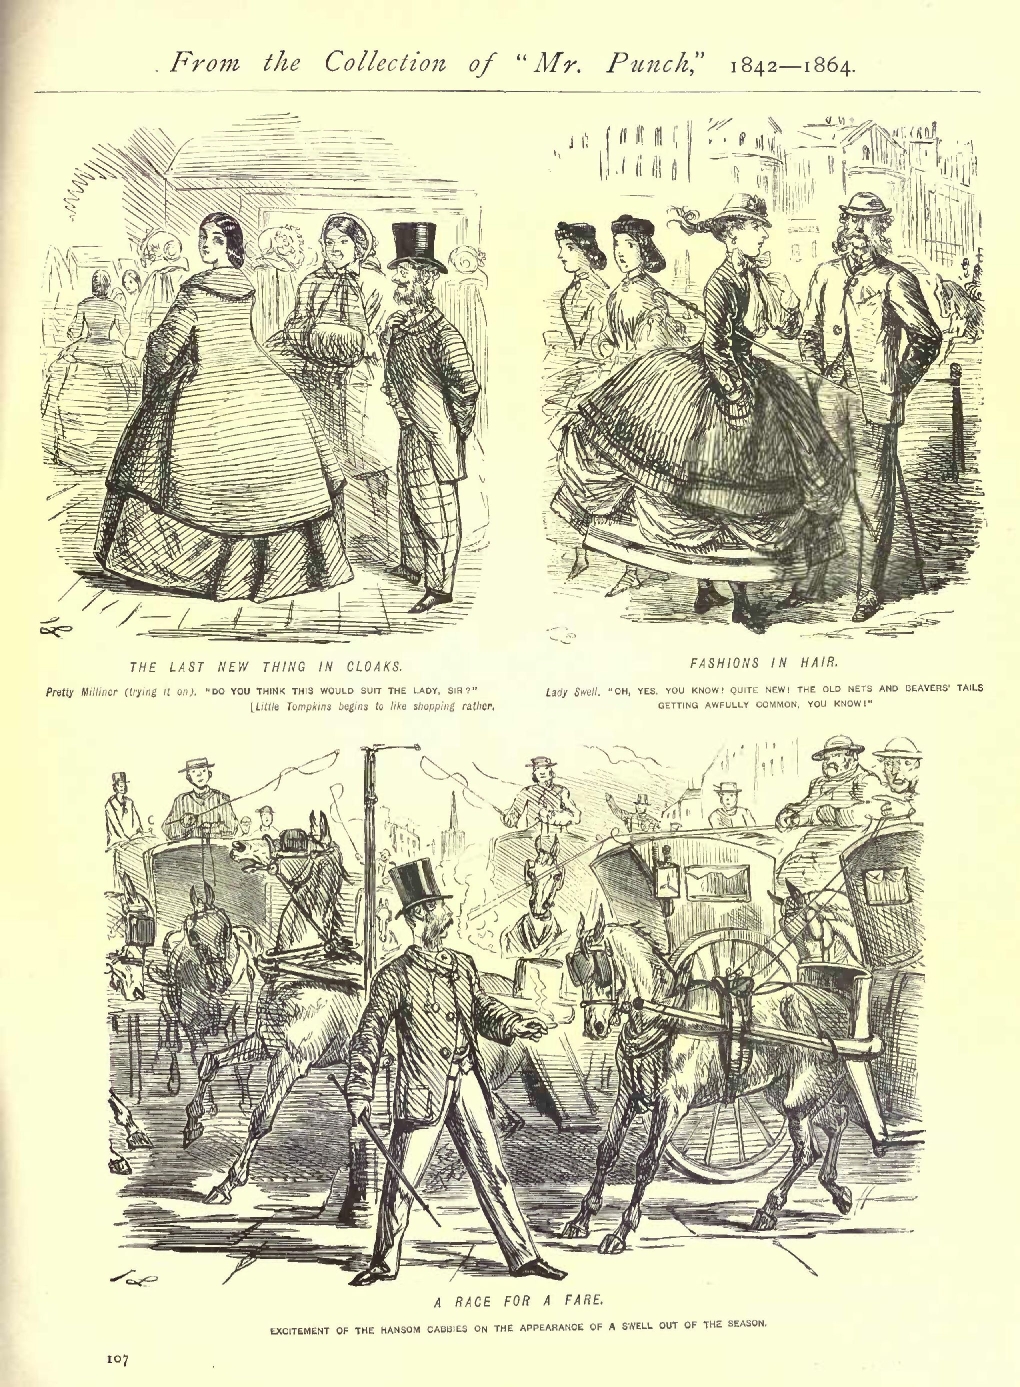 From the Collection of "Mr. Punch," 1842—1864.
THE LAST NEW THING IN CLOAKS.
Pretty Milliner (trying it on). "DO YOU THINK THIS WOULD SUIT THE LADY, SIR?"
[Little Tompkins begins to like shopping rather.
FASHIONS IN HAIR.
Lady Swell. "OH, YES, YOU KNOW! QUITE NEW! THE OLD NETS AND BEAVERS' TAILS
GETTING AWFULLY COMMON, YOU KNOW!"
A RACE FOR A FARE.
EXCITEMENT OF THE HANSOM CABBIES ON THE APPEARANCE OF A SWELL OUT OF THE SEASON.
107